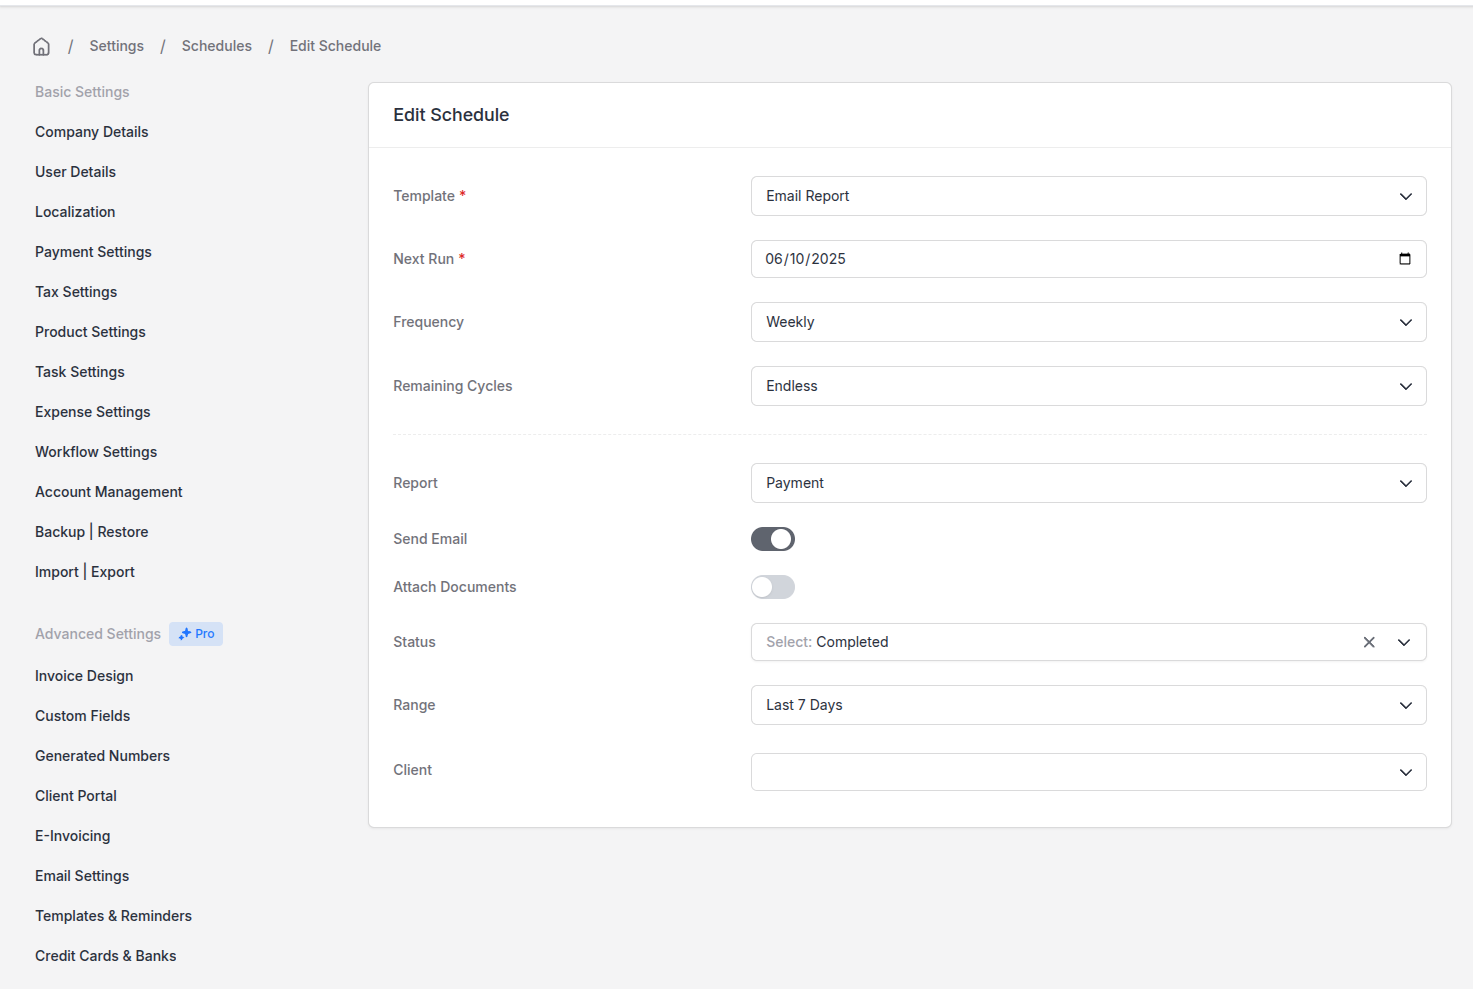 / Settings / Schedules / Edit Schedule
Basic Settings
Company Details
User Details
Localization
Payment Settings
Tax Settings
Product Settings
Task Settings
Expense Settings
Workflow Settings
Account Management
Backup | Restore
Import | Export
Advanced Settings Pro
Invoice Design
Custom Fields
Generated Numbers
Client Portal
E-Invoicing
Email Settings
Templates & Reminders
Credit Cards & Banks
Edit Schedule
Template * Email Report
Next Run * 06/10/2025
Frequency Weekly
Remaining Cycles Endless
Report Payment
Send Email
Attach Documents
Status Select: Completed
Range Last 7 Days
Client